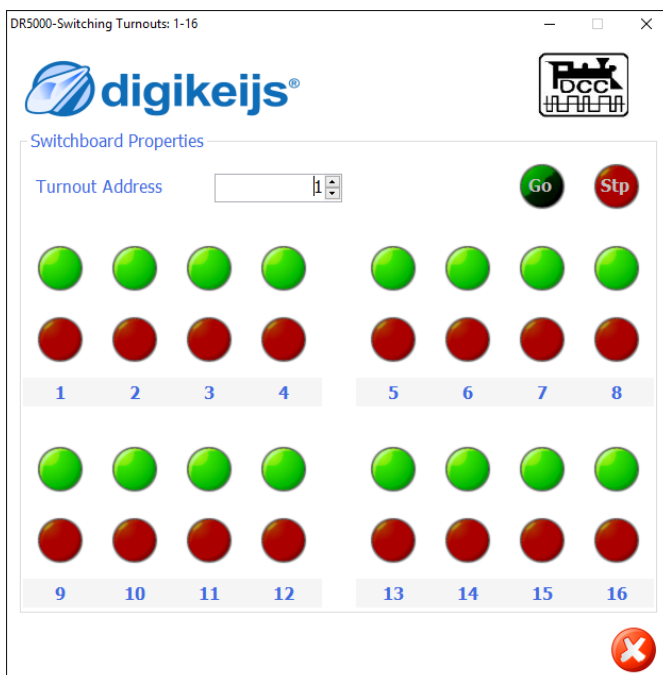 DR5000-Switching Turnouts: 1-16
digikeijs®
DCC
Switchboard Properties
Turnout Address
1
Go
Stp
1 2 3 4 5 6 7 8
9 10 11 12 13 14 15 16